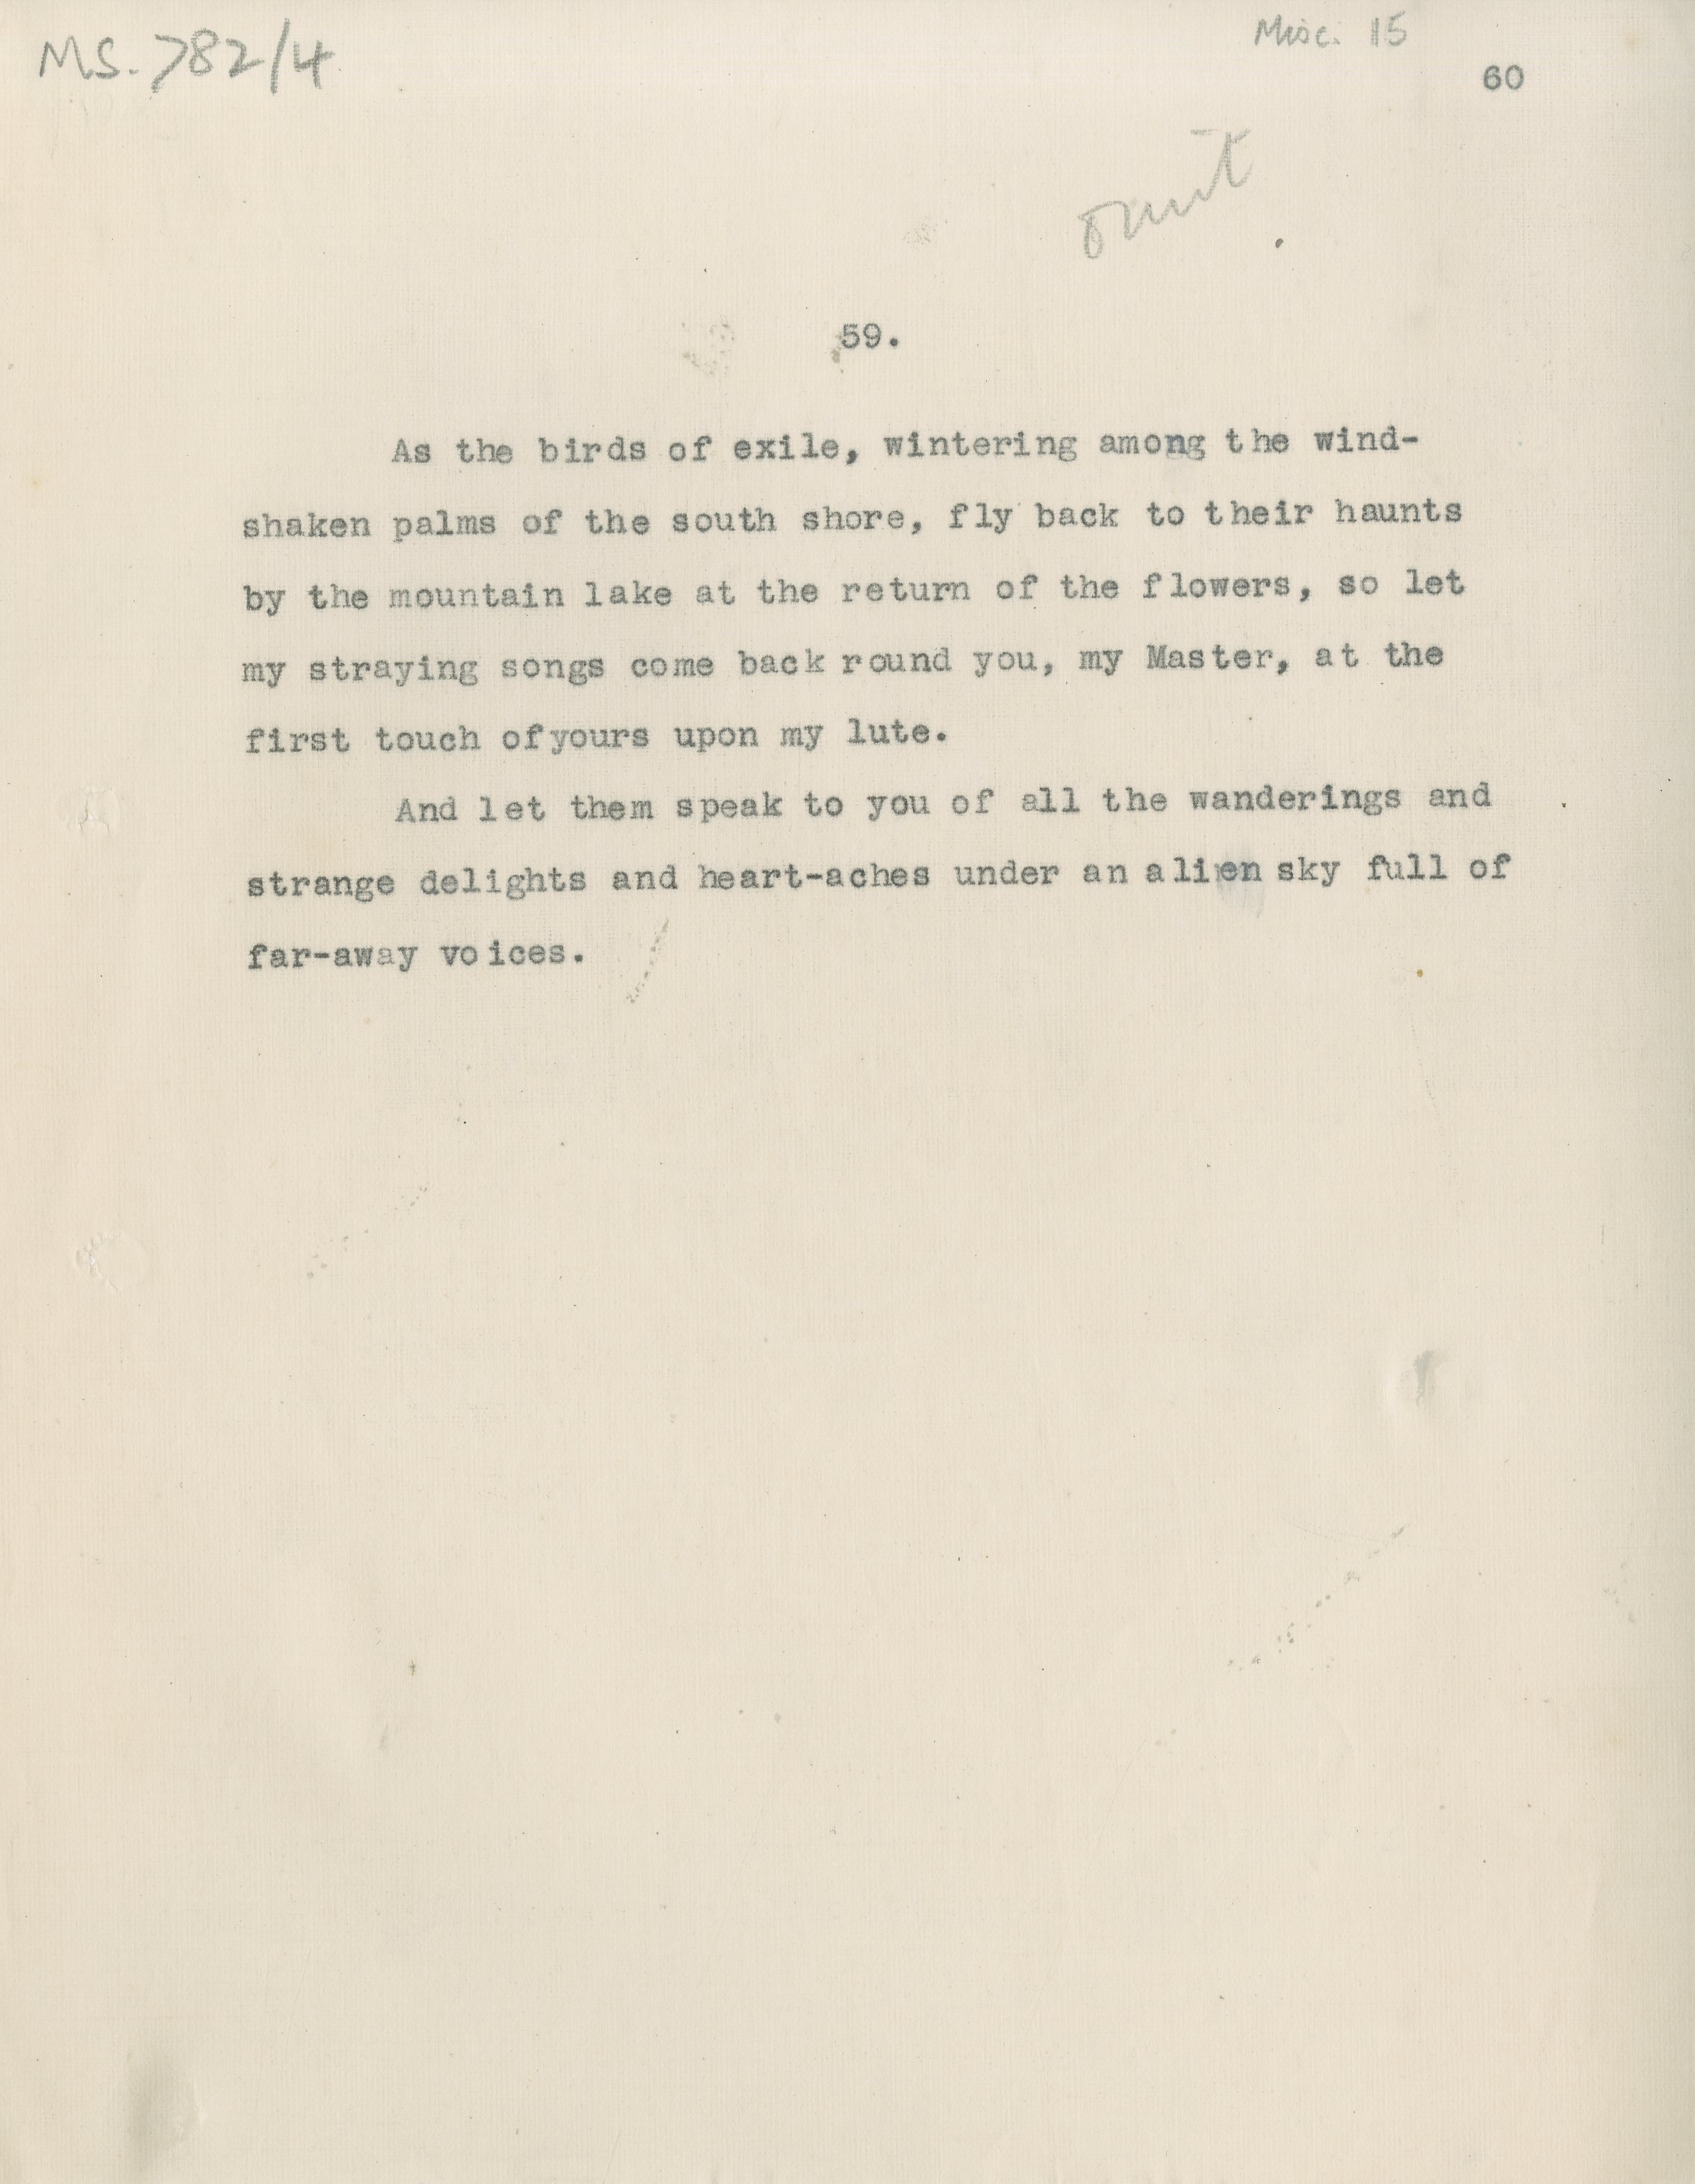 MS. 782/4
Misc. 15
60
omit
59.
As the birds of exile, wintering among the wind-
shaken palms of the south shore, fly back to their haunts
by the mountain lake at the return of the flowers, so let
my straying songs come back round you, my Master, at the
first touch of yours upon my lute.
And let them speak to you of all the wanderings and
strange delights and heart-aches under an alien sky full of
far-away voices.